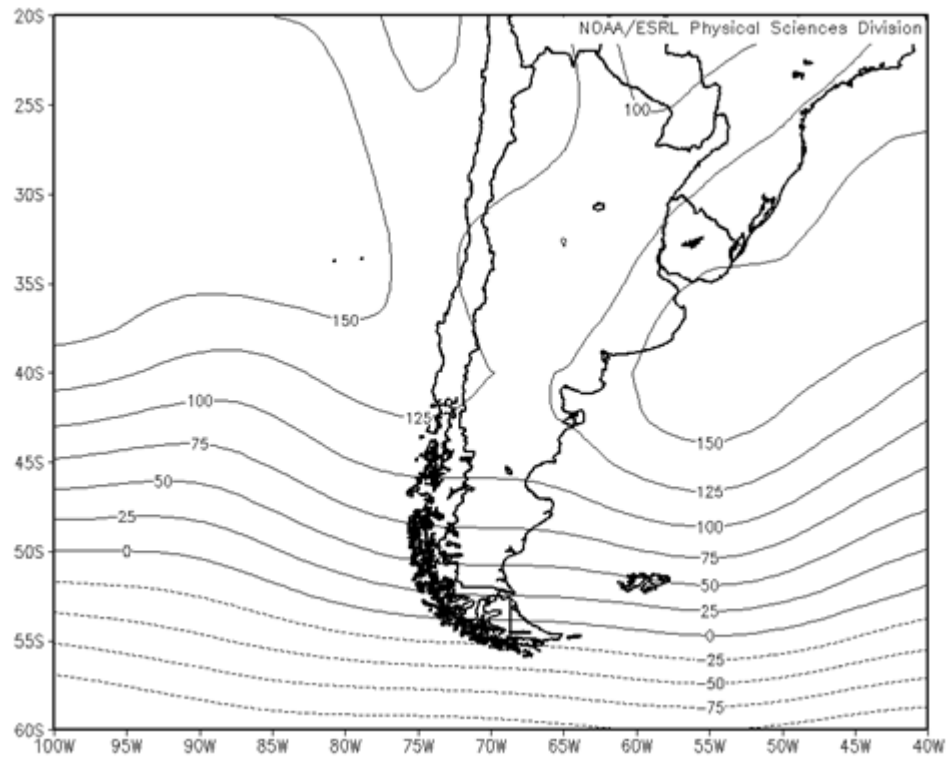 20S
NOAA/ESRL Physical Sciences Division
25S
100
30S
35S
150
40S
125
100
150
75
45S
125
50
100
25
75
50S
0
50
25
0
55S
-25
-50
-75
60S
100W 95W 90W 85W 80W 75W 70W 65W 60W 55W 50W 45W 40W